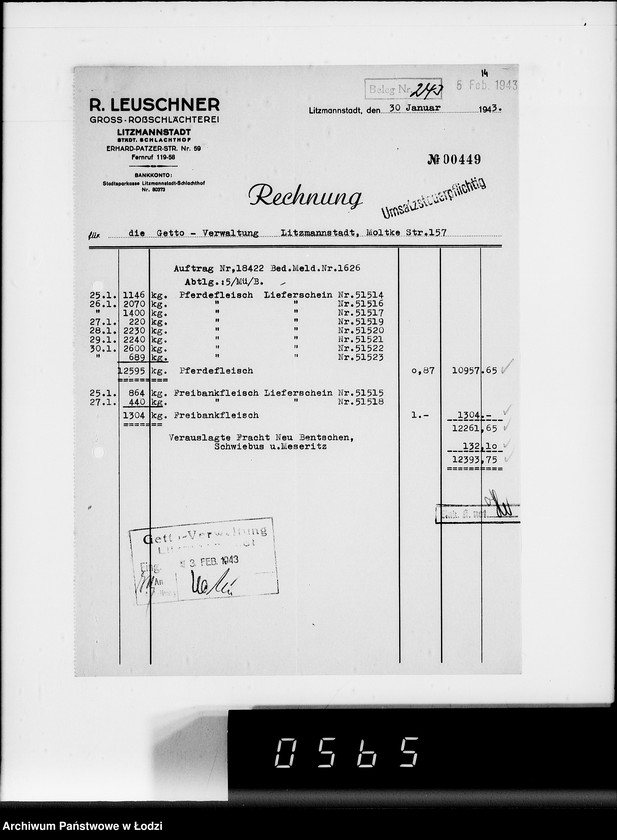 14
Beleg Nr. 243
5 Feb. 1943
R. LEUSCHNER
GROSS-ROßSCHLÄCHTEREI
LITZMANNSTADT
STÄDT. SCHLACHTHOF
ERHARD-PATZER-STR. Nr. 59
Fernruf 119-58
BANKKONTO:
Stadtsparkasse Litzmannstadt-Schlachthof
Nr. 80373
Litzmannstadt, den 30 Januar 1943.
№ 00449
Rechnung
Umsatzsteuerpflichtig
für die Getto - Verwaltung Litzmannstadt, Moltke Str.157
Auftrag Nr,18422 Bed.Meld.Nr.1626
Abtlg.:5/Mü/B.
25.1. 1146 kg. Pferdefleisch Lieferschein Nr.51514
26.1. 2070 kg. " " Nr.51516
" 1400 kg. " " Nr.51517
27.1. 220 kg. " " Nr.51519
28.1. 2230 kg. " " Nr.51520
29.1. 2240 kg. " " Nr.51521
30.1. 2600 kg. " " Nr.51522
" 689 kg. " " Nr.51523
12595 kg. Pferdefleisch 0,87 10957.65
25.1. 864 kg. Freibankfleisch Lieferschein Nr.51515
27.1. 440 kg. " " Nr.51518
1304 kg. Freibankfleisch 1.- 1304.-
12261,65
Verauslagte Fracht Neu Bentschen,
Schwiebus u.Meseritz 132,10
12393,75
Getto-Verwaltung
Eing. 3. FEB. 1943
An
0565
Archiwum Państwowe w Łodzi